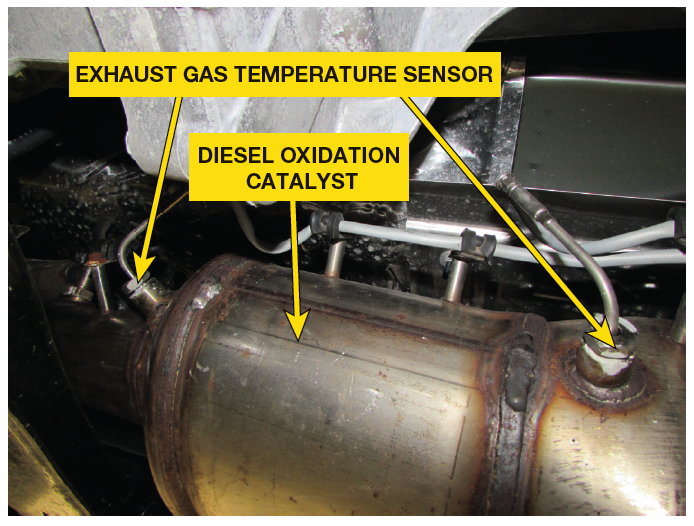 EXHAUST GAS TEMPERATURE SENSOR
DIESEL OXIDATION
CATALYST